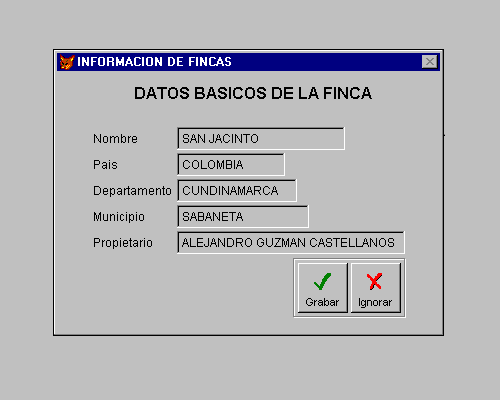 INFORMACION DE FINCAS
DATOS BASICOS DE LA FINCA
Nombre SAN JACINTO
Pais COLOMBIA
Departamento CUNDINAMARCA
Municipio SABANETA
Propietario ALEJANDRO GUZMAN CASTELLANOS
Grabar Ignorar